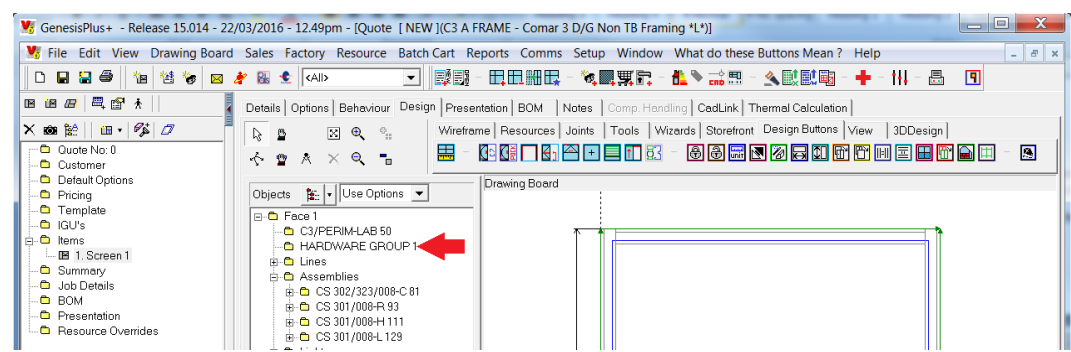 GenesisPlus+ - Release 15.014 - 22/03/2016 - 12.49pm - [Quote [ NEW ](C3 A FRAME - Comar 3 D/G Non TB Framing *L*)]
File Edit View Drawing Board Sales Factory Resource Batch Cart Reports Comms Setup Window What do these Buttons Mean ? Help
<All>
Details Options Behaviour Design Presentation BOM Notes Comp. Handling CadLink Thermal Calculation
Wireframe Resources Joints Tools Wizards Storefront Design Buttons View 3DDesign
Quote No: 0
Customer
Default Options
Pricing
Template
IGU's
Items
1. Screen 1
Summary
Job Details
BOM
Presentation
Resource Overrides
Objects Use Options
Face 1
C3/PERIM-LAB 50
HARDWARE GROUP 1
Lines
Assemblies
CS 302/323/008-C 81
CS 301/008-R 93
CS 301/008-H 111
CS 301/008-L 129
Drawing Board